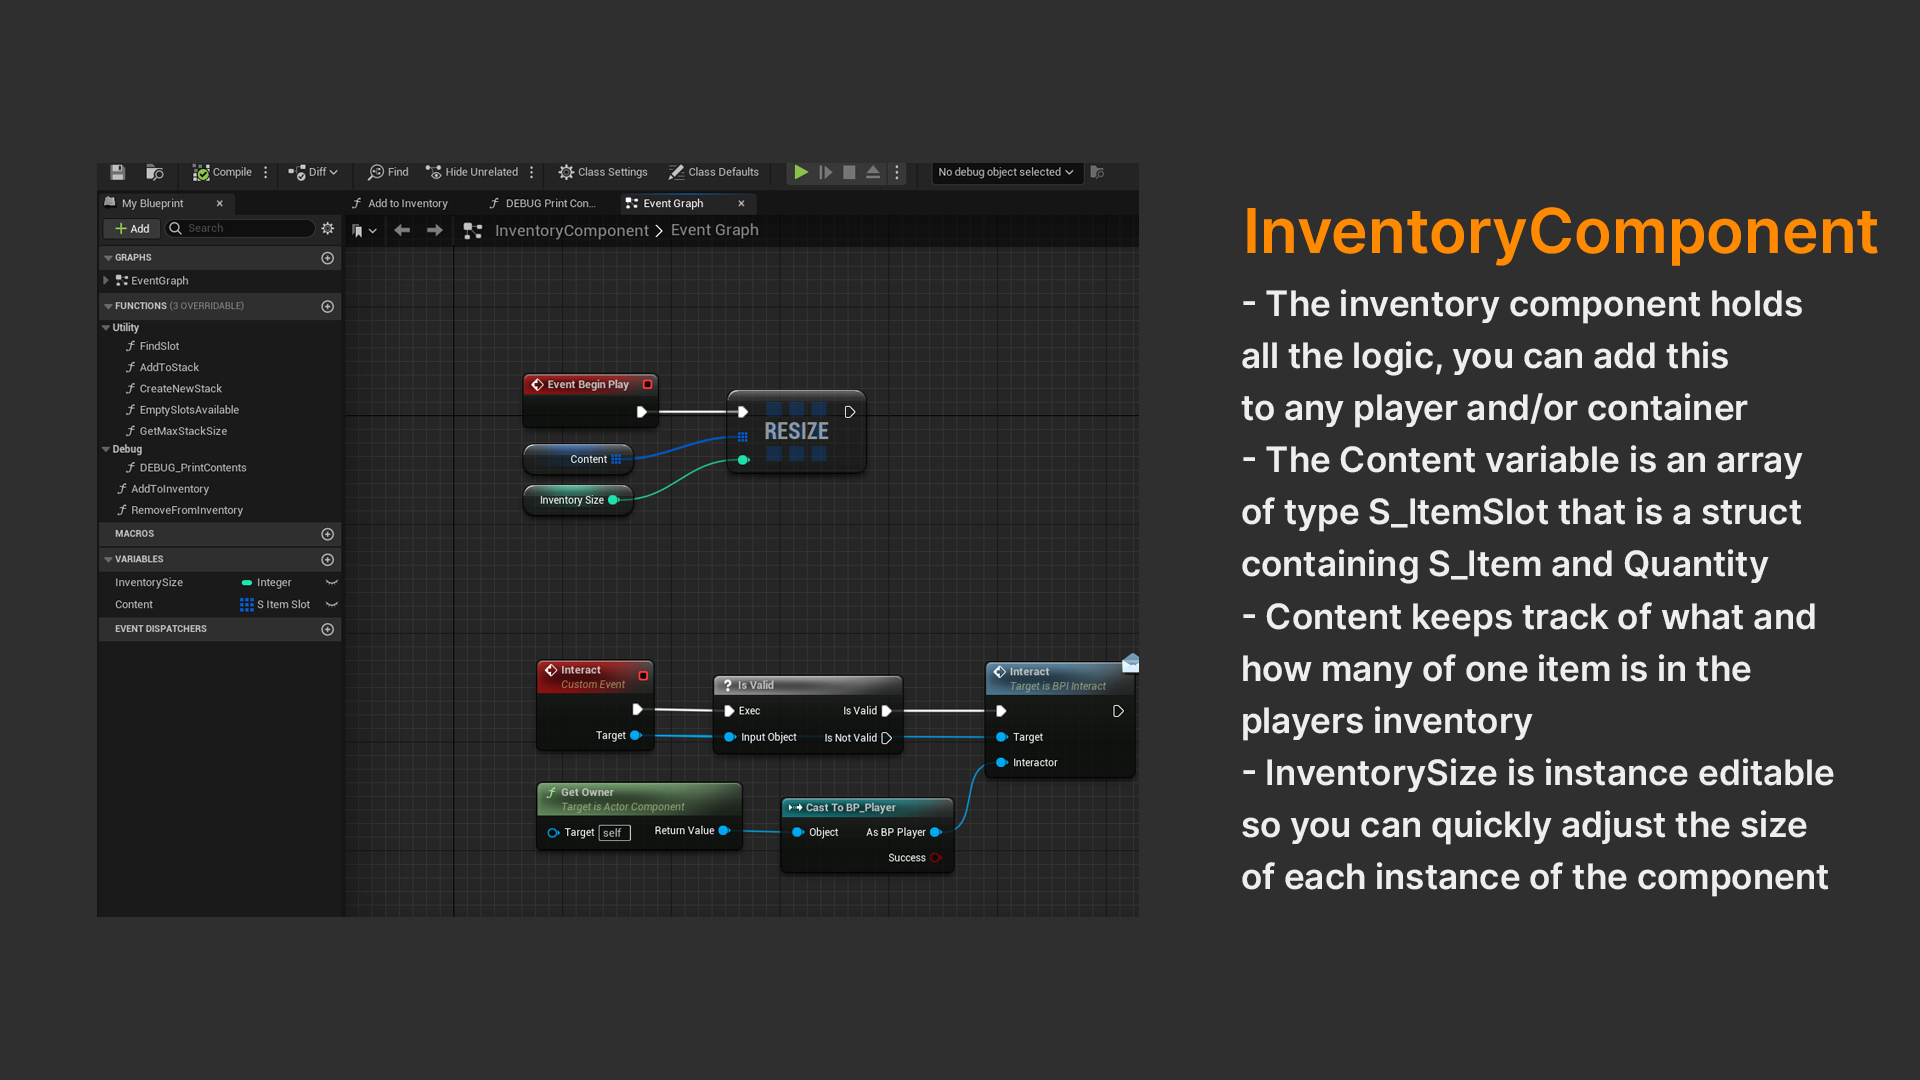 Compile
Diff
Find
Hide Unrelated
Class Settings
Class Defaults
No debug object selected
My Blueprint
Add to Inventory
DEBUG Print Con...
Event Graph
Add
Search
InventoryComponent > Event Graph
GRAPHS
EventGraph
FUNCTIONS (3 OVERRIDABLE)
Utility
FindSlot
AddToStack
CreateNewStack
EmptySlotsAvailable
GetMaxStackSize
Debug
DEBUG_PrintContents
AddToInventory
RemoveFromInventory
MACROS
VARIABLES
InventorySize Integer
Content S Item Slot
EVENT DISPATCHERS
Event Begin Play
RESIZE
Content
Inventory Size
Interact
Custom Event
Target
? Is Valid
Exec Is Valid
Input Object Is Not Valid
Interact
Target is BPI Interact
Target
Interactor
Get Owner
Target is Actor Component
Target self Return Value
Cast To BP_Player
Object As BP Player
Success
InventoryComponent
- The inventory component holds
all the logic, you can add this
to any player and/or container
- The Content variable is an array
of type S_ItemSlot that is a struct
containing S_Item and Quantity
- Content keeps track of what and
how many of one item is in the
players inventory
- InventorySize is instance editable
so you can quickly adjust the size
of each instance of the component